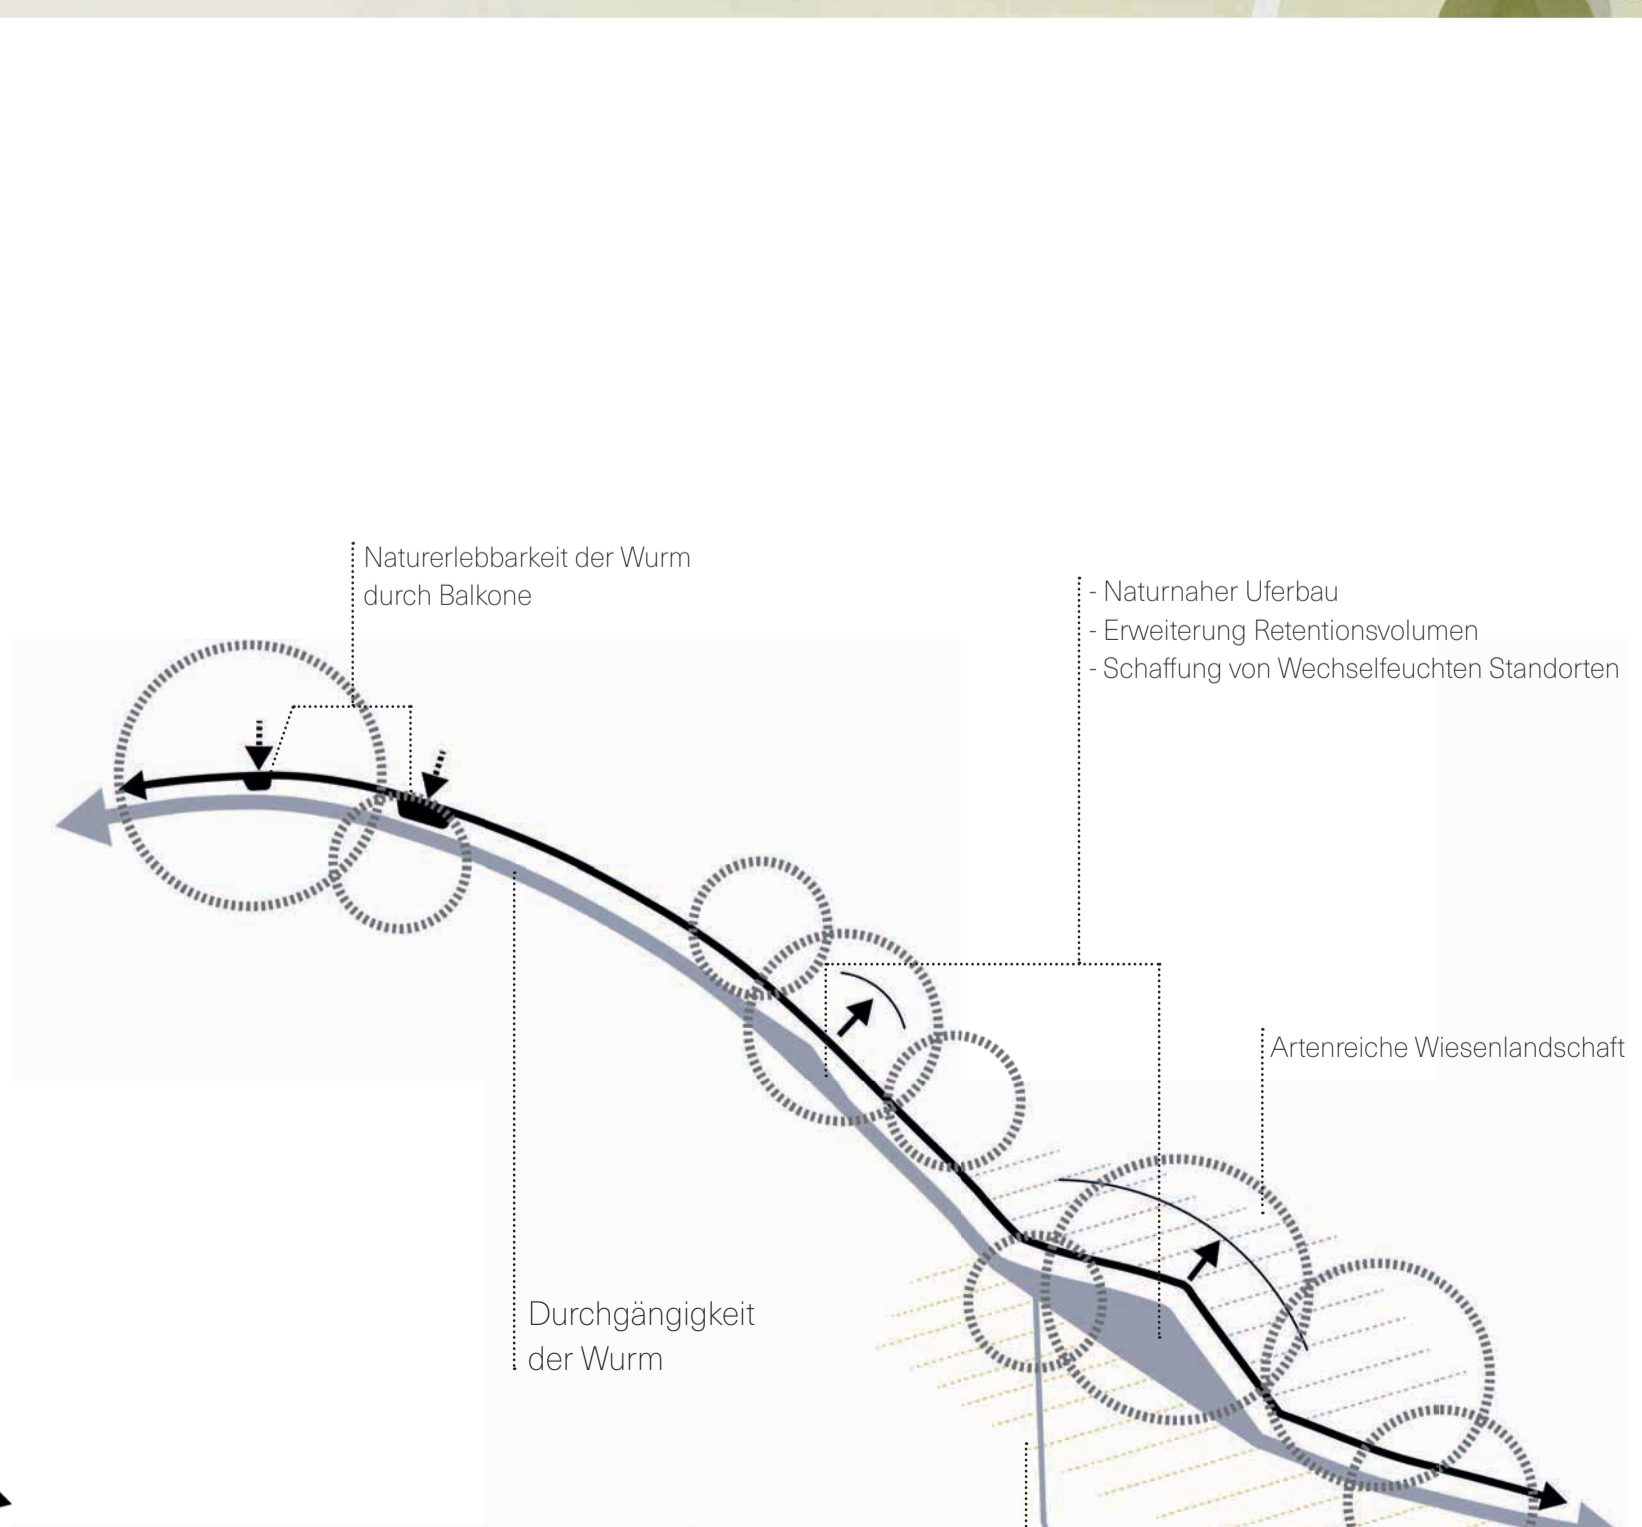 Naturerlebbarkeit der Wurm
durch Balkone
- Naturnaher Uferbau
- Erweiterung Retentionsvolumen
- Schaffung von Wechselfeuchten Standorten
Artenreiche Wiesenlandschaft
Durchgängigkeit
der Wurm